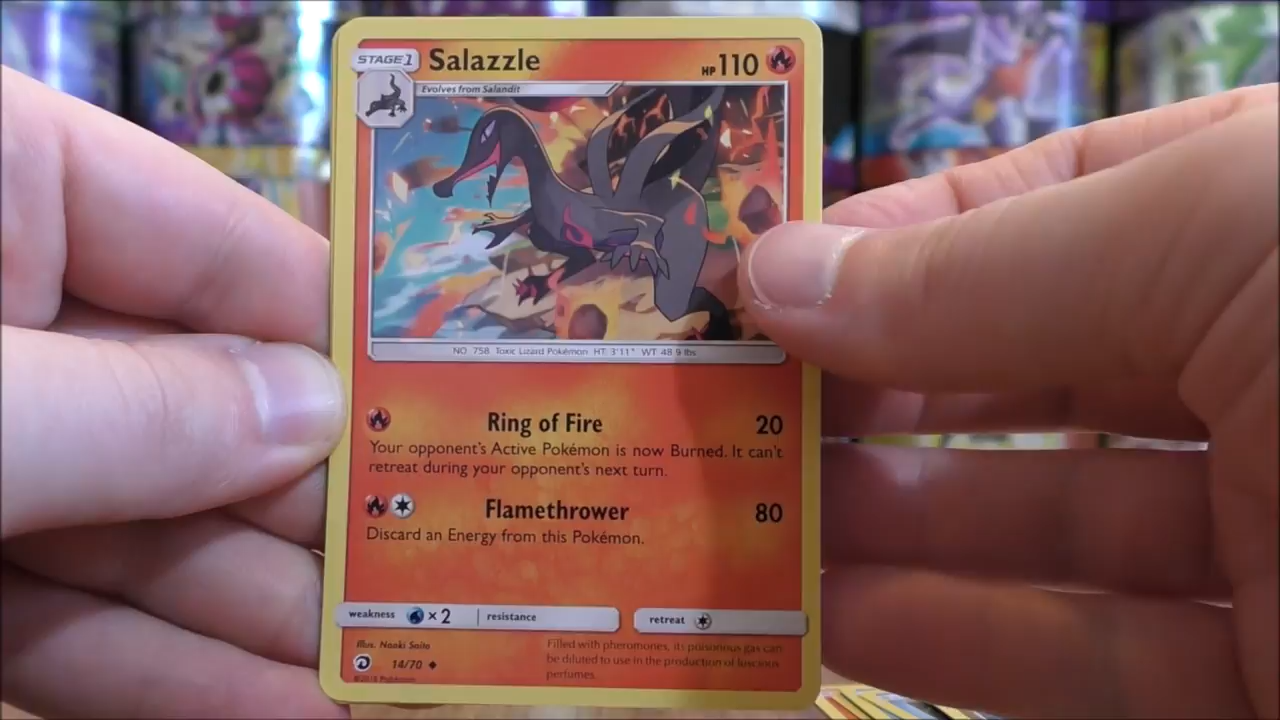 STAGE 1
Salazzle
HP 110
Evolves from Salandit
NO. 758 Toxic Lizard Pokémon HT: 3'11" WT: 48.9 lbs
Ring of Fire 20
Your opponent's Active Pokémon is now Burned. It can't
retreat during your opponent's next turn.
Flamethrower 80
Discard an Energy from this Pokémon.
weakness ×2 resistance retreat
Illus. Naoki Saito
14/70
©2018 Pokémon
Filled with pheromones, its poisonous gas can
be diluted to use in the production of luscious
perfumes.